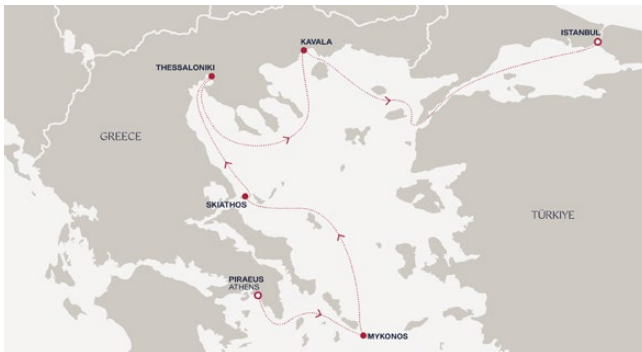 ISTANBUL
KAVALA
THESSALONIKI
GREECE
SKIATHOS
TÜRKIYE
PIRAEUS
ATHENS
MYKONOS